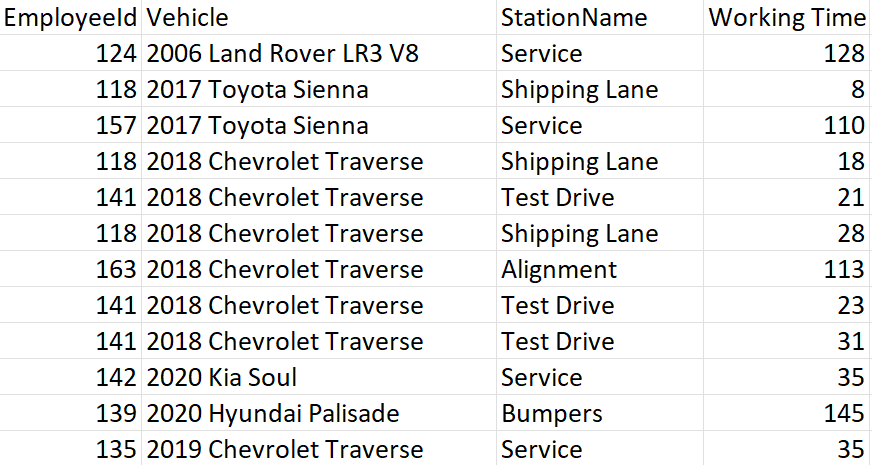 EmployeeId Vehicle StationName Working Time
124 2006 Land Rover LR3 V8 Service 128
118 2017 Toyota Sienna Shipping Lane 8
157 2017 Toyota Sienna Service 110
118 2018 Chevrolet Traverse Shipping Lane 18
141 2018 Chevrolet Traverse Test Drive 21
118 2018 Chevrolet Traverse Shipping Lane 28
163 2018 Chevrolet Traverse Alignment 113
141 2018 Chevrolet Traverse Test Drive 23
141 2018 Chevrolet Traverse Test Drive 31
142 2020 Kia Soul Service 35
139 2020 Hyundai Palisade Bumpers 145
135 2019 Chevrolet Traverse Service 35